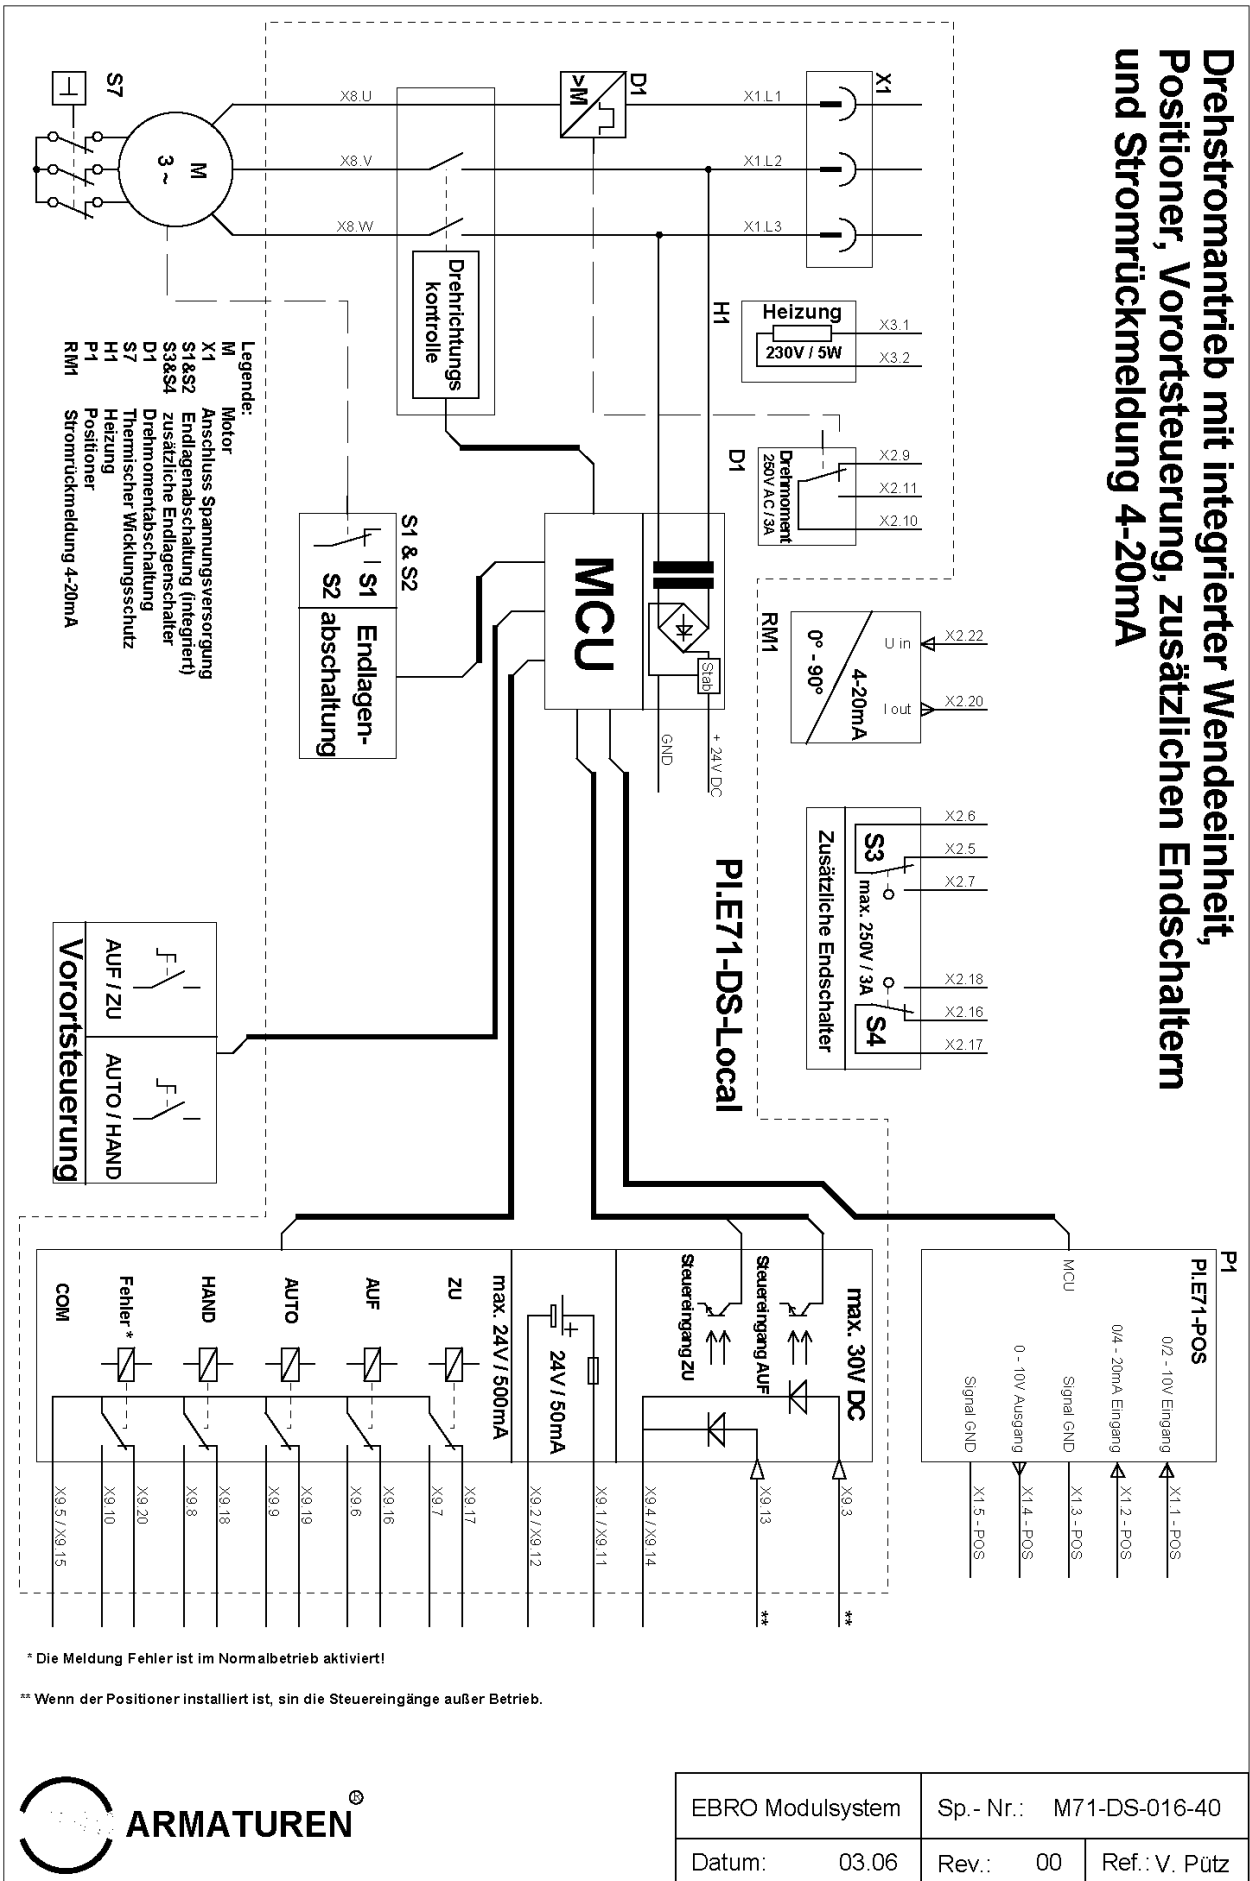 Drehstromantrieb mit integrierter Wendeeinheit,
Positioner, Vorortsteuerung, zusätzlichen Endschaltern
und Stromrückmeldung 4-20mA
X1
X1.L1
X1.L2
X1.L3
D1
>M
X8.U
X8.V
X8.W
S7
M
3 ~
Drehrichtungs
kontrolle
H1
Heizung
230V / 5W
X3.1
X3.2
D1
Drehmoment
250V AC / 3A
X2.9
X2.11
X2.10
RM1
0° - 90°
4-20mA
U in
I out
X2.22
X2.20
S3
max. 250V / 3A
S4
Zusätzliche Endschalter
X2.6
X2.5
X2.7
X2.18
X2.16
X2.17
PI.E71-DS-Local
MCU
Stab
GND
+ 24V DC
S1 & S2
S1
S2
Endlagen-
abschaltung
Legende:
M Motor
X1 Anschluss Spannungsversorgung
S1&S2 Endlagenabschaltung (integriert)
S3&S4 zusätzliche Endlagenschalter
D1 Drehmomentabschaltung
S7 Thermischer Wicklungsschutz
H1 Heizung
P1 Positioner
RM1 Stromrückmeldung 4-20mA
AUF / ZU
AUTO / HAND
Vorortsteuerung
P1
PI.E71-POS
MCU
0/2 - 10V Eingang
0/4 - 20mA Eingang
Signal GND
0 - 10V Ausgang
Signal GND
X1.1 - POS
X1.2 - POS
X1.3 - POS
X1.4 - POS
X1.5 - POS
max. 30V DC
Steuereingang AUF
Steuereingang ZU
24V / 50mA
+
max. 24V / 500mA
ZU
AUF
AUTO
HAND
Fehler *
COM
X9.3
X9.13
X9.4 / X9.14
X9.1 / X9.11
X9.2 / X9.12
X9.17
X9.7
X9.16
X9.6
X9.19
X9.9
X9.18
X9.8
X9.20
X9.10
X9.5 / X9.15
**
**
* Die Meldung Fehler ist im Normalbetrieb aktiviert!
** Wenn der Positioner installiert ist, sin die Steuereingänge außer Betrieb.
ARMATUREN®
EBRO Modulsystem
Sp.- Nr.: M71-DS-016-40
Datum: 03.06
Rev.: 00
Ref.: V. Pütz